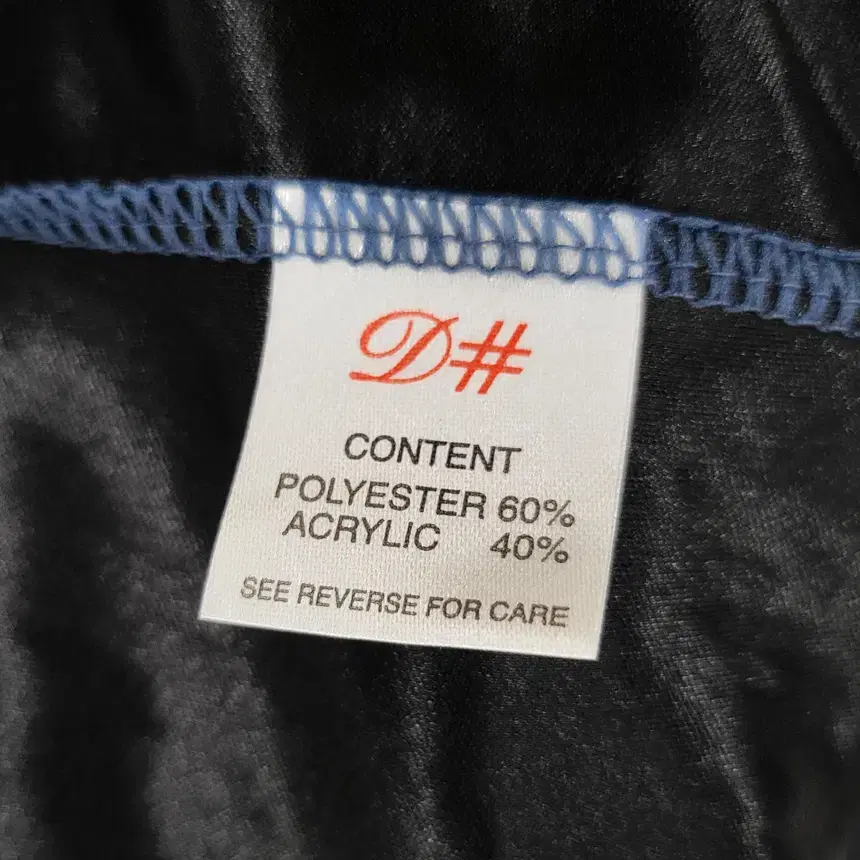 D#
CONTENT
POLYESTER 60%
ACRYLIC 40%
SEE REVERSE FOR CARE